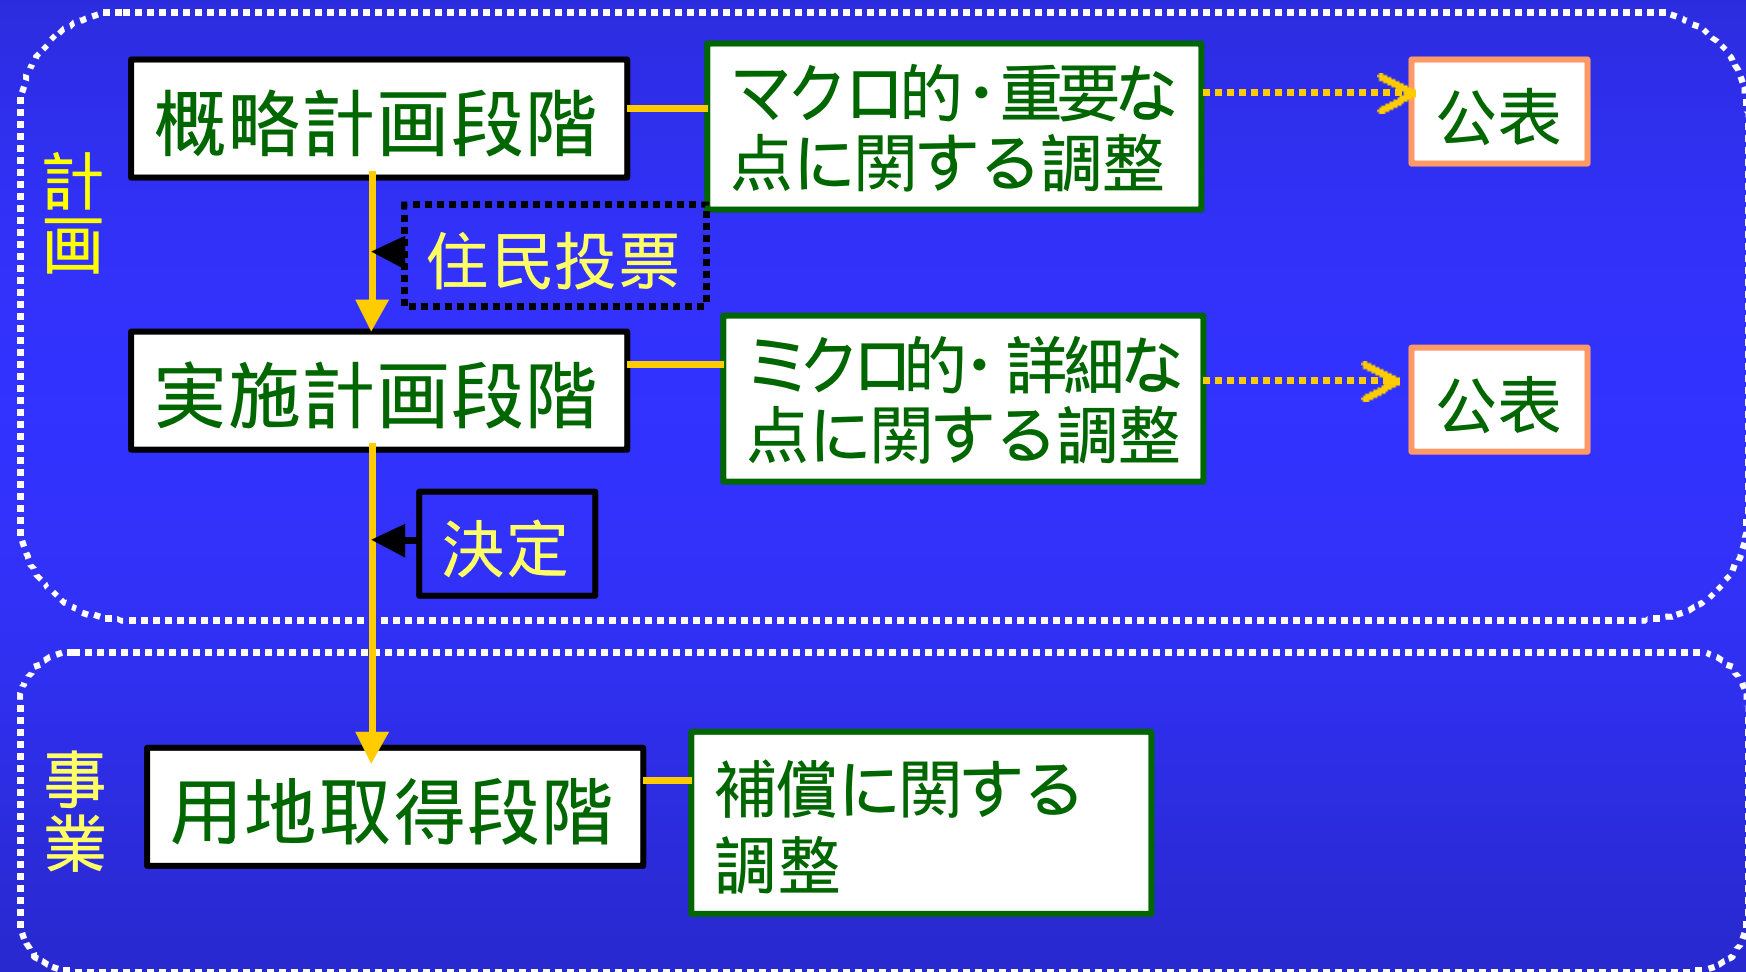 計画
概略計画段階
マクロ的・重要な
点に関する調整
公表
住民投票
実施計画段階
ミクロ的・詳細な
点に関する調整
公表
決定
事業
用地取得段階
補償に関する
調整